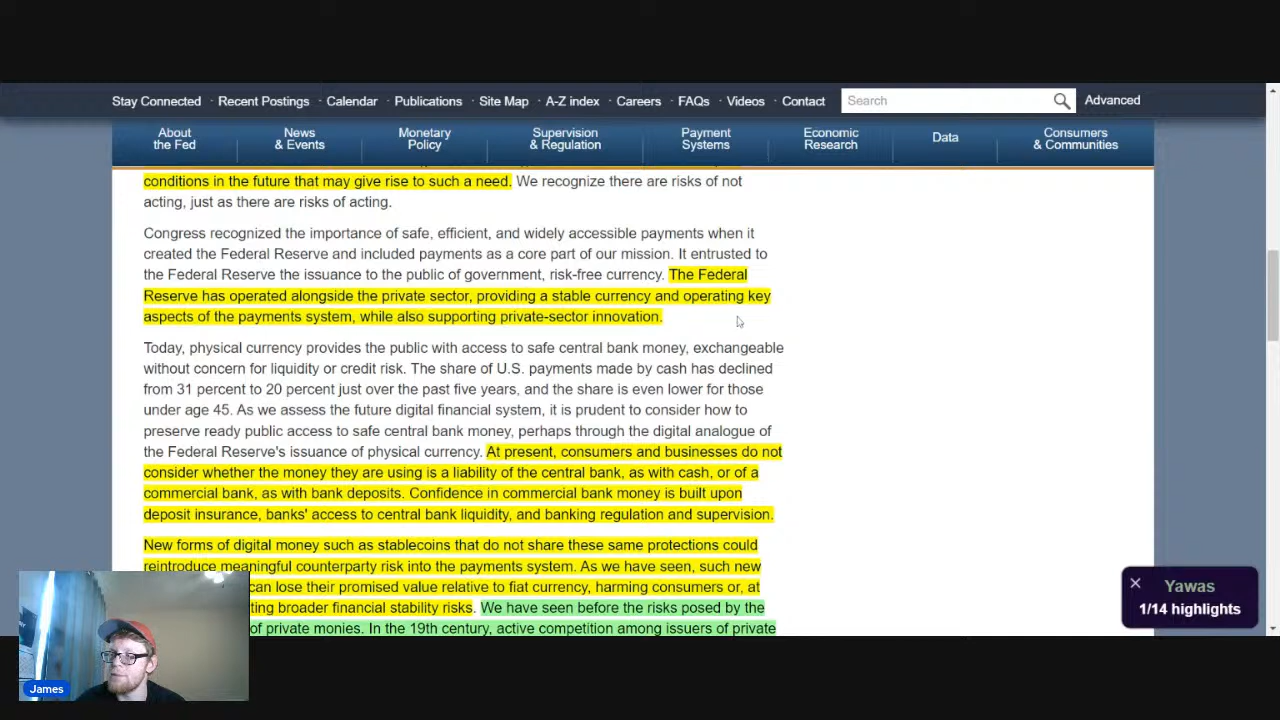 Stay Connected · Recent Postings · Calendar · Publications · Site Map · A-Z index · Careers · FAQs · Videos · Contact Search Advanced
About the Fed
News & Events
Monetary Policy
Supervision & Regulation
Payment Systems
Economic Research
Data
Consumers & Communities
conditions in the future that may give rise to such a need. We recognize there are risks of not
acting, just as there are risks of acting.
Congress recognized the importance of safe, efficient, and widely accessible payments when it
created the Federal Reserve and included payments as a core part of our mission. It entrusted to
the Federal Reserve the issuance to the public of government, risk-free currency. The Federal
Reserve has operated alongside the private sector, providing a stable currency and operating key
aspects of the payments system, while also supporting private-sector innovation.
Today, physical currency provides the public with access to safe central bank money, exchangeable
without concern for liquidity or credit risk. The share of U.S. payments made by cash has declined
from 31 percent to 20 percent just over the past five years, and the share is even lower for those
under age 45. As we assess the future digital financial system, it is prudent to consider how to
preserve ready public access to safe central bank money, perhaps through the digital analogue of
the Federal Reserve's issuance of physical currency. At present, consumers and businesses do not
consider whether the money they are using is a liability of the central bank, as with cash, or of a
commercial bank, as with bank deposits. Confidence in commercial bank money is built upon
deposit insurance, banks' access to central bank liquidity, and banking regulation and supervision.
New forms of digital money such as stablecoins that do not share these same protections could
reintroduce meaningful counterparty risk into the payments system. As we have seen, such new
can lose their promised value relative to fiat currency, harming consumers or, at
ting broader financial stability risks. We have seen before the risks posed by the
of private monies. In the 19th century, active competition among issuers of private
Yawas
1/14 highlights
James